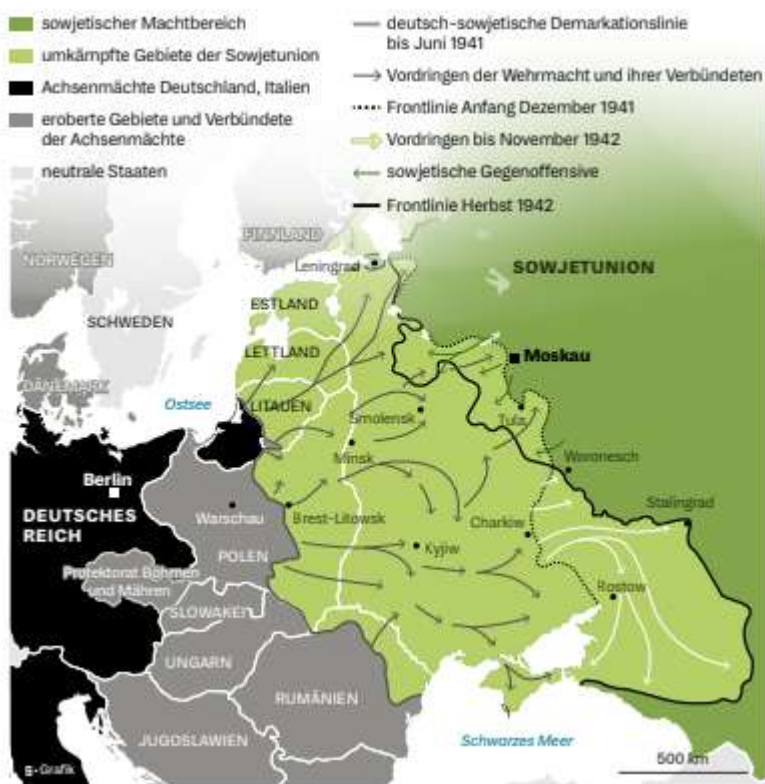 sowjetischer Machtbereich
umkämpfte Gebiete der Sowjetunion
Achsenmächte Deutschland, Italien
eroberte Gebiete und Verbündete
der Achsenmächte
neutrale Staaten
deutsch-sowjetische Demarkationslinie
bis Juni 1941
Vordringen der Wehrmacht und ihrer Verbündeten
Frontlinie Anfang Dezember 1941
Vordringen bis November 1942
sowjetische Gegenoffensive
Frontlinie Herbst 1942
FINNLAND
NORWEGEN
Leningrad
SOWJETUNION
ESTLAND
SCHWEDEN
LETTLAND
Moskau
DÄNEMARK
Ostsee
LITAUEN
Smolensk
Tula
Minsk
Woronesch
Berlin
Stalingrad
DEUTSCHES
REICH
Warschau
Brest-Litowsk
Charkiw
Kyjiw
POLEN
Protektorat Böhmen
und Mähren
Rostow
SLOWAKEI
UNGARN
RUMÄNIEN
JUGOSLAWIEN
Schwarzes Meer
500 km
S-Grafik